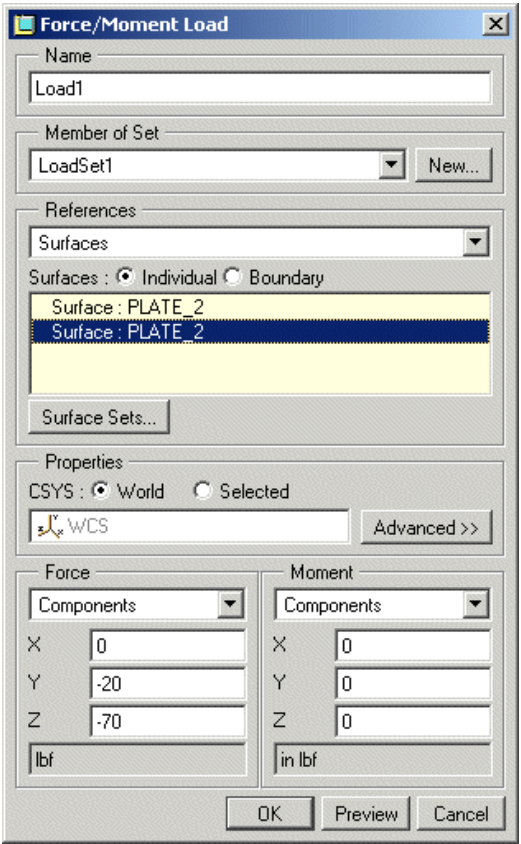 Force/Moment Load
Name
Load1
Member of Set
LoadSet1
New...
References
Surfaces
Surfaces : Individual Boundary
Surface : PLATE_2
Surface : PLATE_2
Surface Sets...
Properties
CSYS : World Selected
WCS
Advanced >>
Force
Components
X 0
Y -20
Z -70
lbf
Moment
Components
X 0
Y 0
Z 0
in lbf
OK Preview Cancel